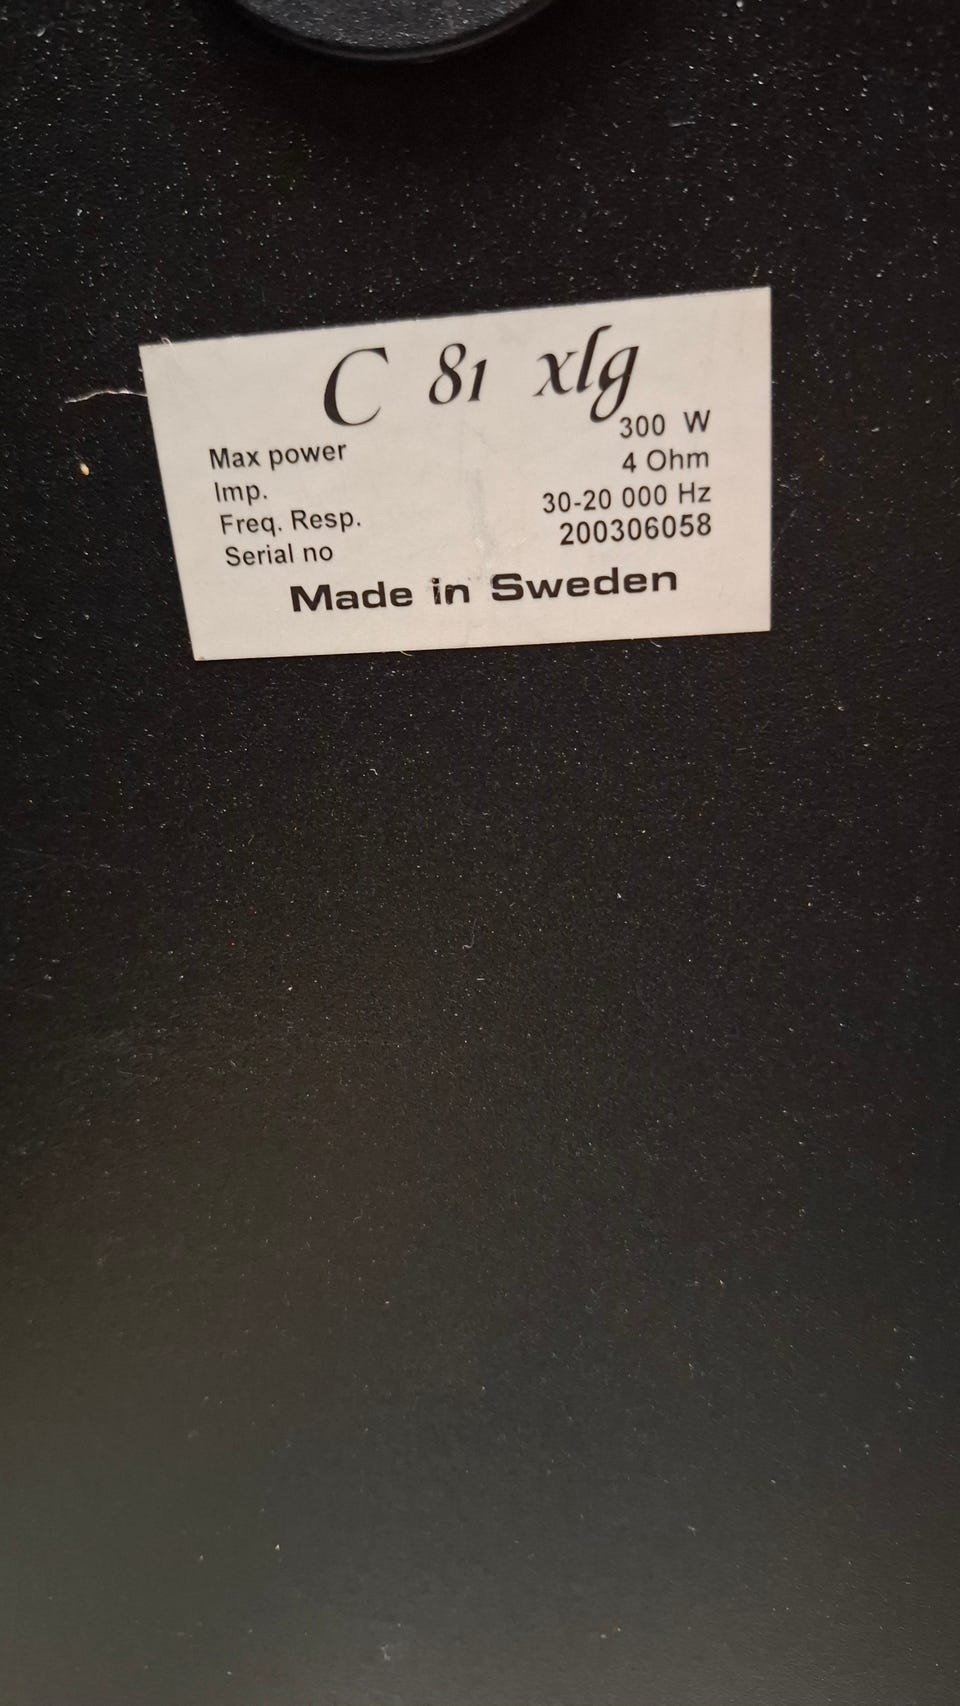 C 81 xlg
Max power 300 W
Imp. 4 Ohm
Freq. Resp. 30-20 000 Hz
Serial no 200306058
Made in Sweden